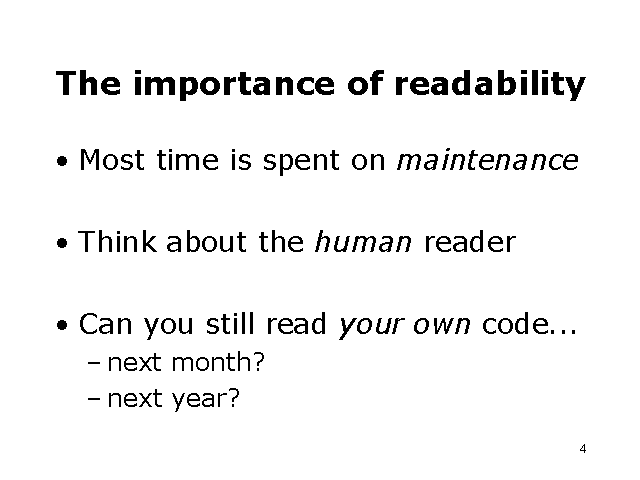 The importance of readability
• Most time is spent on maintenance
• Think about the human reader
• Can you still read your own code...
– next month?
– next year?
4